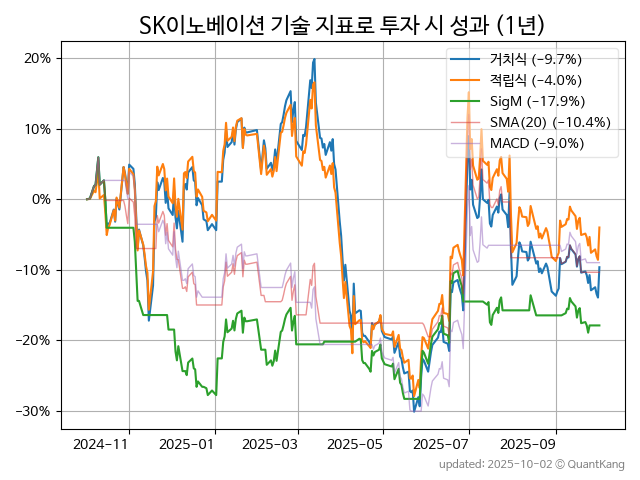 SK이노베이션 기술 지표로 투자 시 성과 (1년)
거치식 (−9.7%)
적립식 (−4.0%)
SigM (−17.9%)
SMA(20) (−10.4%)
MACD (−9.0%)
20%
10%
0%
−10%
−20%
−30%
2024-11
2025-01
2025-03
2025-05
2025-07
2025-09
updated: 2025-10-02 © QuantKang